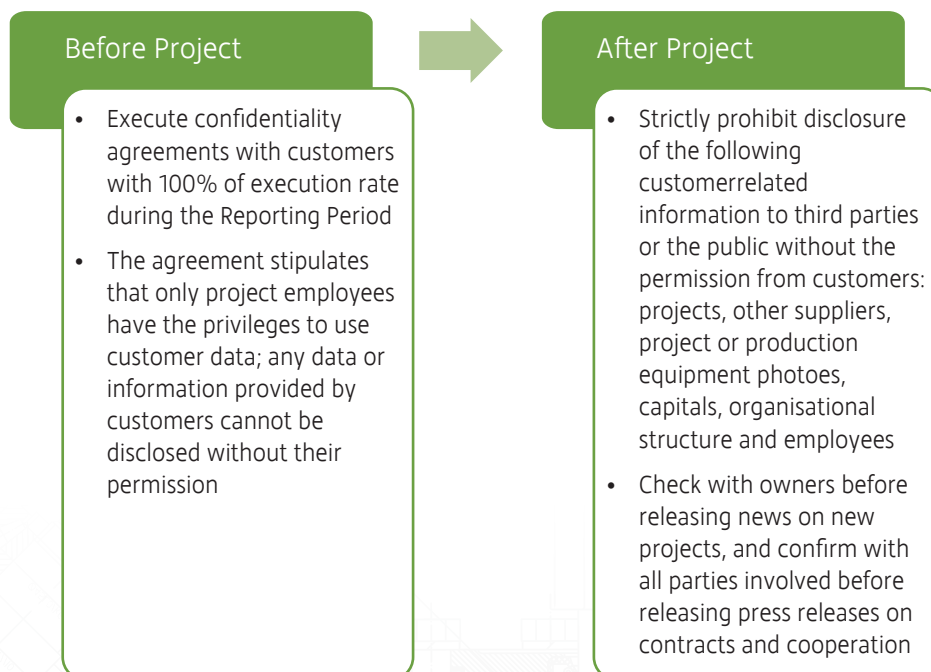 Before Project
• Execute confidentiality
agreements with customers
with 100% of execution rate
during the Reporting Period
• The agreement stipulates
that only project employees
have the privileges to use
customer data; any data or
information provided by
customers cannot be
disclosed without their
permission
After Project
• Strictly prohibit disclosure
of the following
customerrelated
information to third parties
or the public without the
permission from customers:
projects, other suppliers,
project or production
equipment photoes,
capitals, organisational
structure and employees
• Check with owners before
releasing news on new
projects, and confirm with
all parties involved before
releasing press releases on
contracts and cooperation